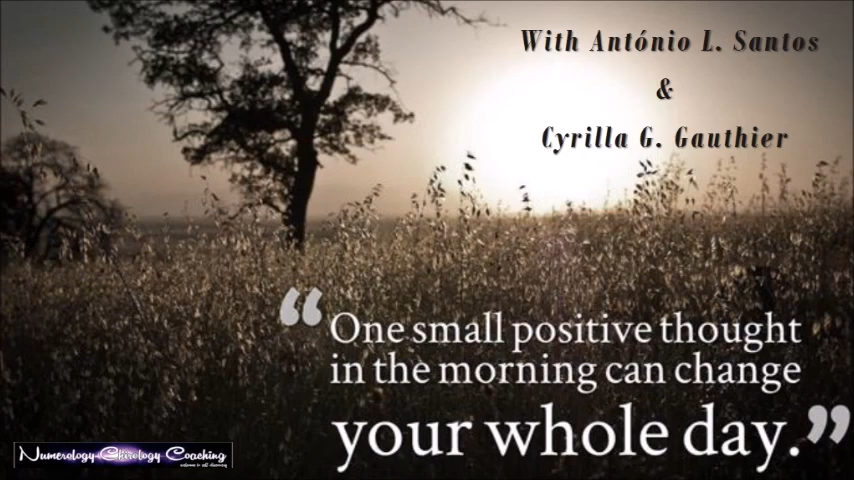 With António L. Santos
&
Cyrilla G. Gauthier
“One small positive thought
in the morning can change
your whole day.”
Numerology Chirology Coaching